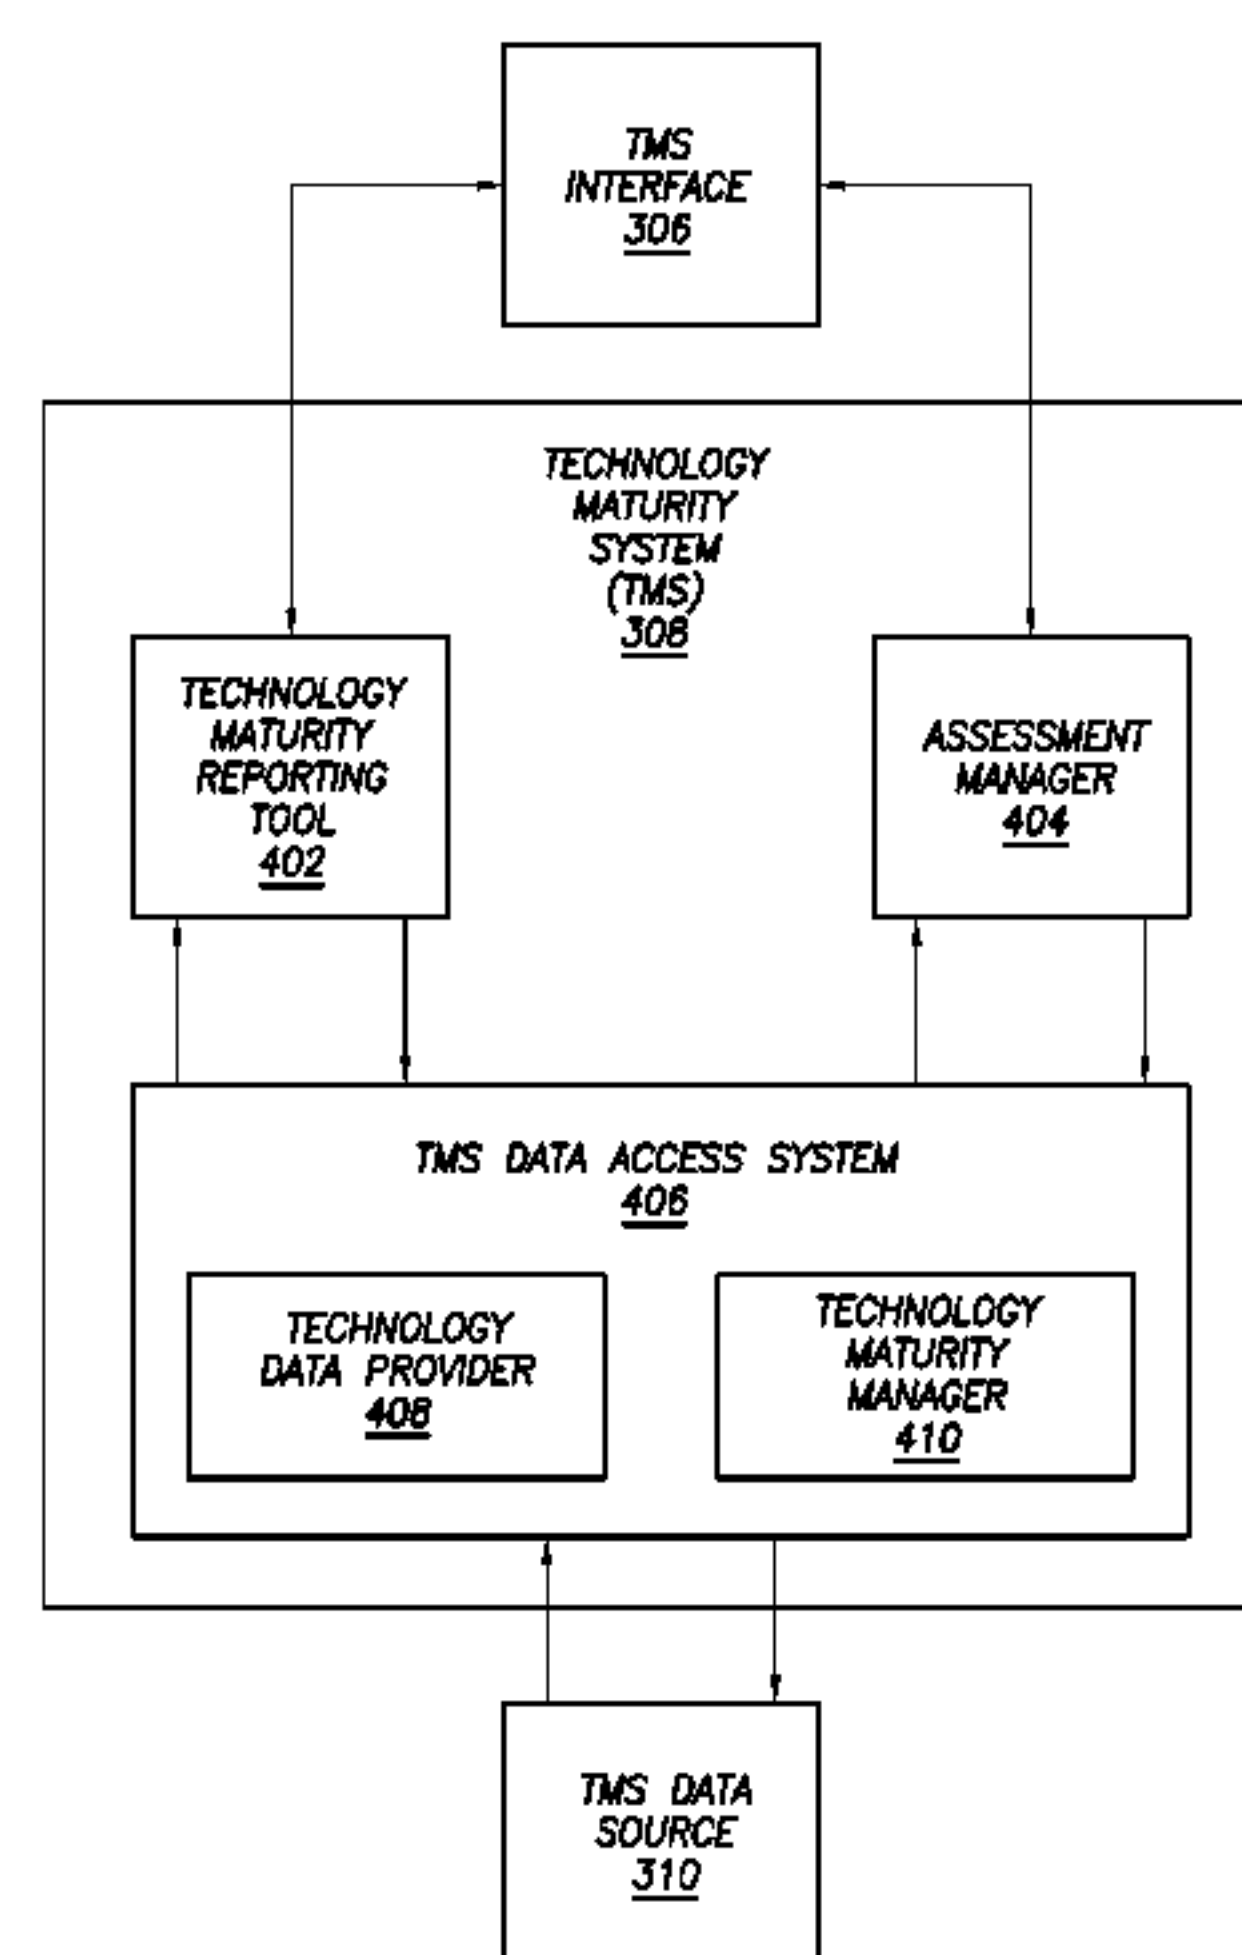 TMS
INTERFACE
306
TECHNOLOGY
MATURITY
SYSTEM
(TMS)
308
TECHNOLOGY
MATURITY
REPORTING
TOOL
402
ASSESSMENT
MANAGER
404
TMS DATA ACCESS SYSTEM
406
TECHNOLOGY
DATA PROVIDER
408
TECHNOLOGY
MATURITY
MANAGER
410
TMS DATA
SOURCE
310